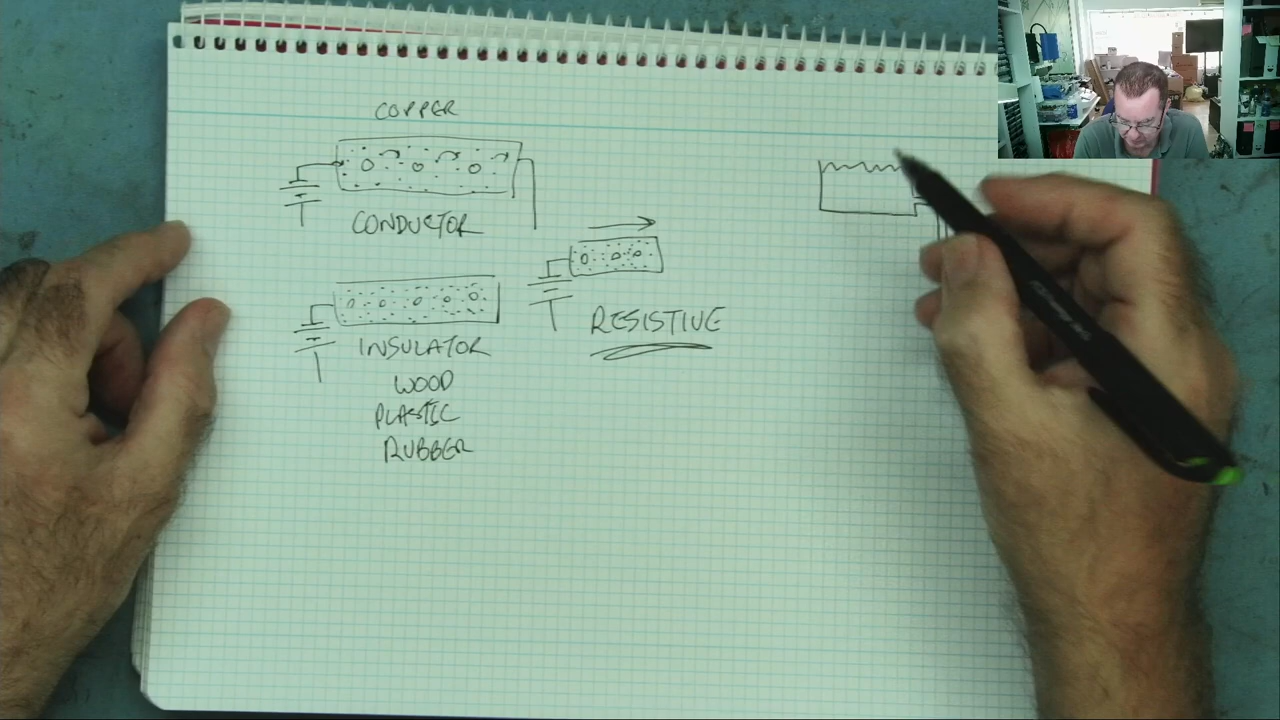 COPPER
CONDUCTOR
INSULATOR
WOOD
PLASTIC
RUBBER
RESISTIVE